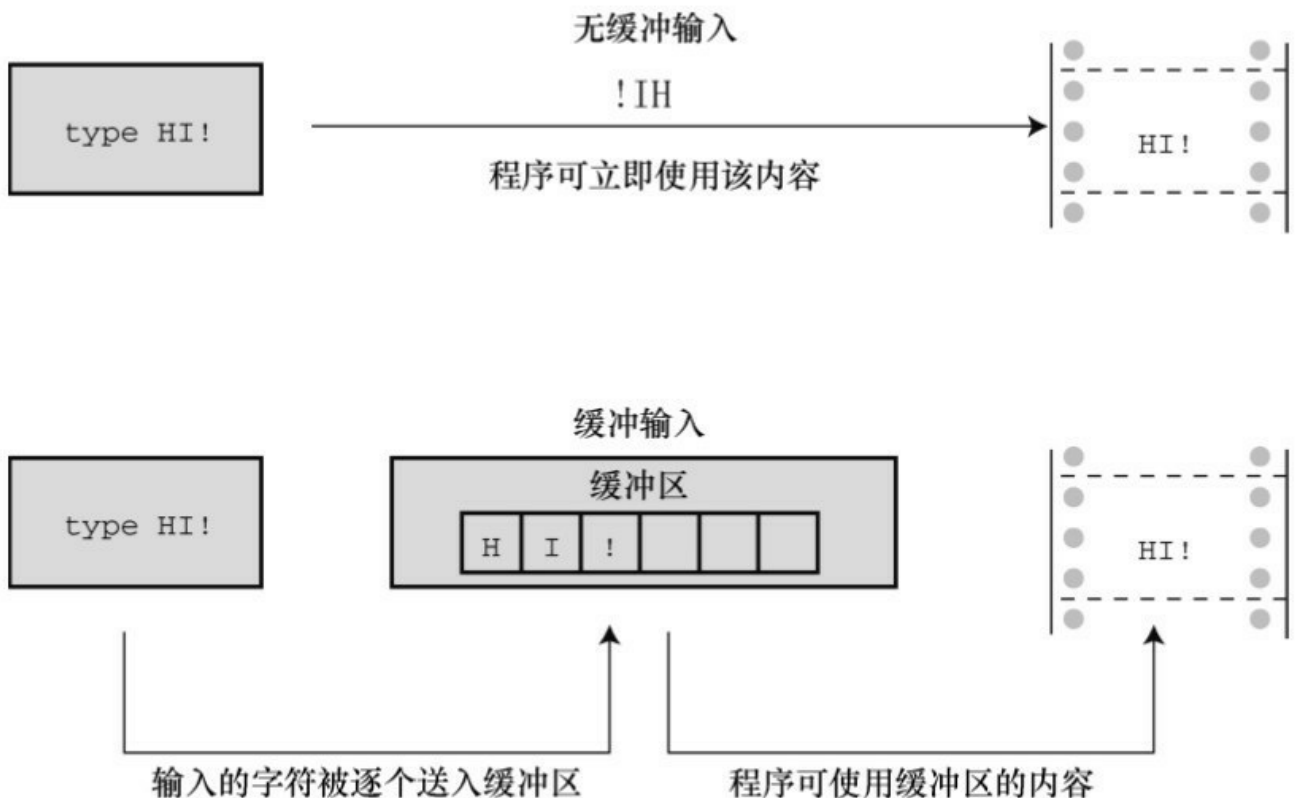 无缓冲输入
type HI!
!IH
HI!
程序可立即使用该内容
缓冲输入
缓冲区
type HI!
H I !
HI!
输入的字符被逐个送入缓冲区
程序可使用缓冲区的内容